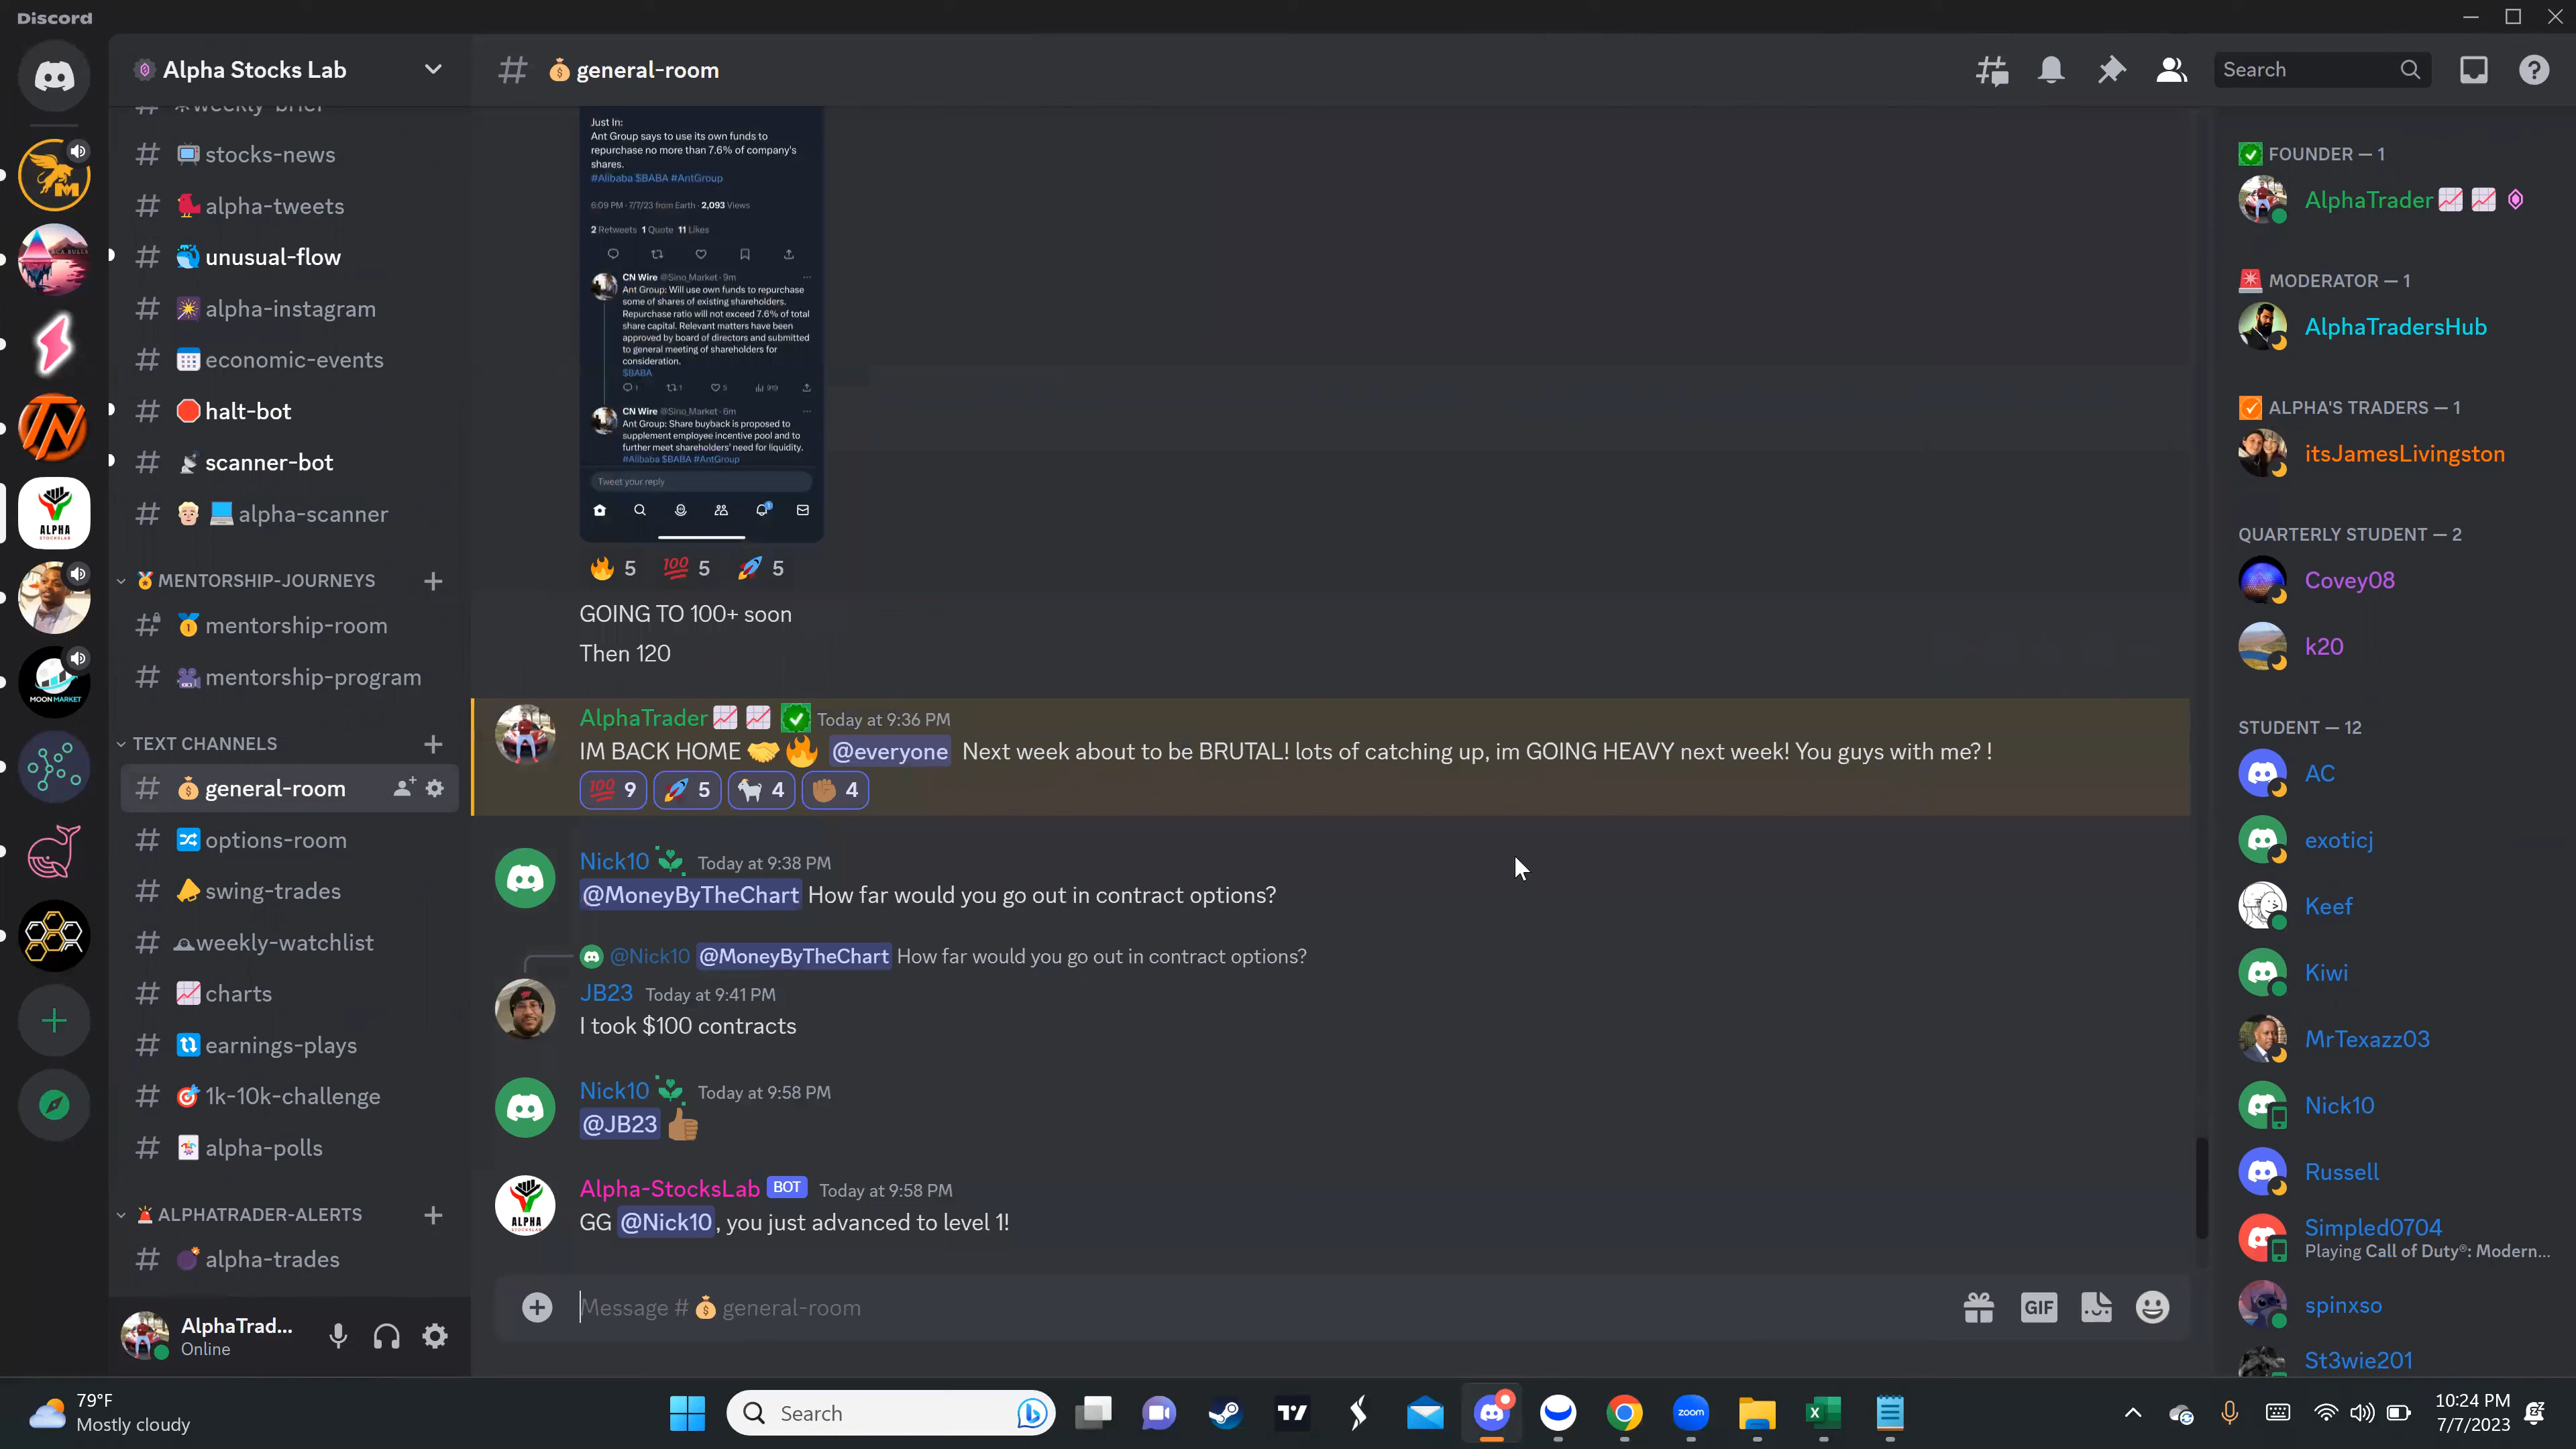 Discord
Alpha Stocks Lab
# general-room
Search
# weekly-brief
# stocks-news
# alpha-tweets
# unusual-flow
# alpha-instagram
# economic-events
# halt-bot
# scanner-bot
# alpha-scanner
MENTORSHIP-JOURNEYS
# mentorship-room
# mentorship-program
TEXT CHANNELS
# general-room
# options-room
# swing-trades
# weekly-watchlist
# charts
# earnings-plays
# 1k-10k-challenge
# alpha-polls
ALPHATRADER-ALERTS
# alpha-trades
AlphaTrad...
Online
ALPHA
STOCKSLAB
MOON MARKET
Just In:
Ant Group says to use its own funds to
repurchase no more than 7.6% of company's
shares.
#Alibaba $BABA #AntGroup
6:09 PM · 7/7/23 from Earth · 2,093 Views
2 Retweets 1 Quote 11 Likes
CN Wire @Sino_Market · 9m
Ant Group: Will use own funds to repurchase
some of shares of existing shareholders.
Repurchase ratio will not exceed 7.6% of total
share capital. Relevant matters have been
approved by board of directors and submitted
to general meeting of shareholders for
consideration.
$BABA
1 1 5 919
CN Wire @Sino_Market · 6m
Ant Group: Share buyback is proposed to
supplement employee incentive pool and to
further meet shareholders' need for liquidity.
#Alibaba $BABA #AntGroup
Tweet your reply
🔥 5 💯 5 🚀 5
GOING TO 100+ soon
Then 120
AlphaTrader Today at 9:36 PM
IM BACK HOME 🤝🔥 @everyone Next week about to be BRUTAL! lots of catching up, im GOING HEAVY next week! You guys with me? !
💯 9 🚀 5 🐐 4 ✊🏾 4
Nick10 Today at 9:38 PM
@MoneyByTheChart How far would you go out in contract options?
@Nick10 @MoneyByTheChart How far would you go out in contract options?
JB23 Today at 9:41 PM
I took $100 contracts
Nick10 Today at 9:58 PM
@JB23 👍🏾
Alpha-StocksLab BOT Today at 9:58 PM
GG @Nick10, you just advanced to level 1!
Message # 💰 general-room
GIF
FOUNDER — 1
AlphaTrader
MODERATOR — 1
AlphaTradersHub
ALPHA'S TRADERS — 1
itsJamesLivingston
QUARTERLY STUDENT — 2
Covey08
k20
STUDENT — 12
AC
exoticj
Keef
Kiwi
MrTexazz03
Nick10
Russell
Simpled0704
Playing Call of Duty®: Modern...
spinxso
St3wie201
79°F
Mostly cloudy
Search
zoom
10:24 PM
7/7/2023